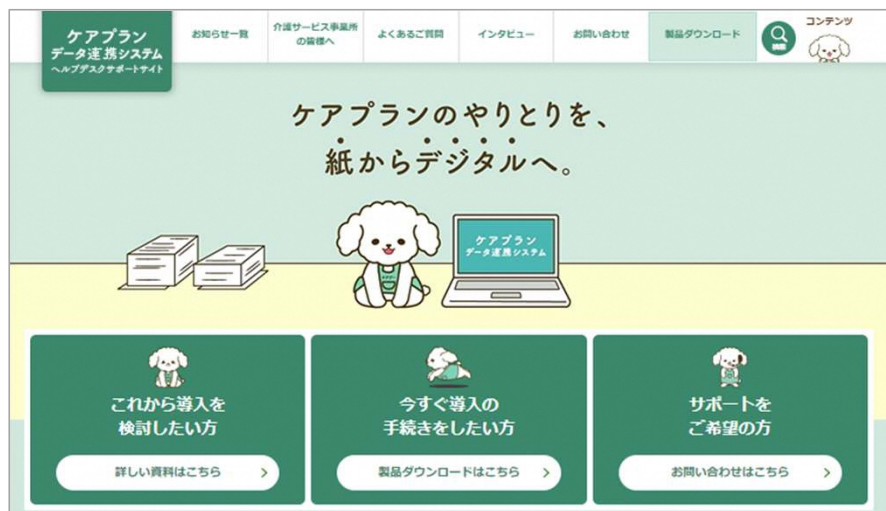 ケアプラン
データ連携システム
ヘルプデスクサポートサイト
お知らせ一覧
介護サービス事業所
の皆様へ
よくあるご質問
インタビュー
お問い合わせ
製品ダウンロード
検索
コンテンツ
ケアプランのやりとりを、
紙からデジタルへ。
ケアプラン
データ連携システム
これから導入を
検討したい方
詳しい資料はこちら
今すぐ導入の
手続きをしたい方
製品ダウンロードはこちら
サポートを
ご希望の方
お問い合わせはこちら